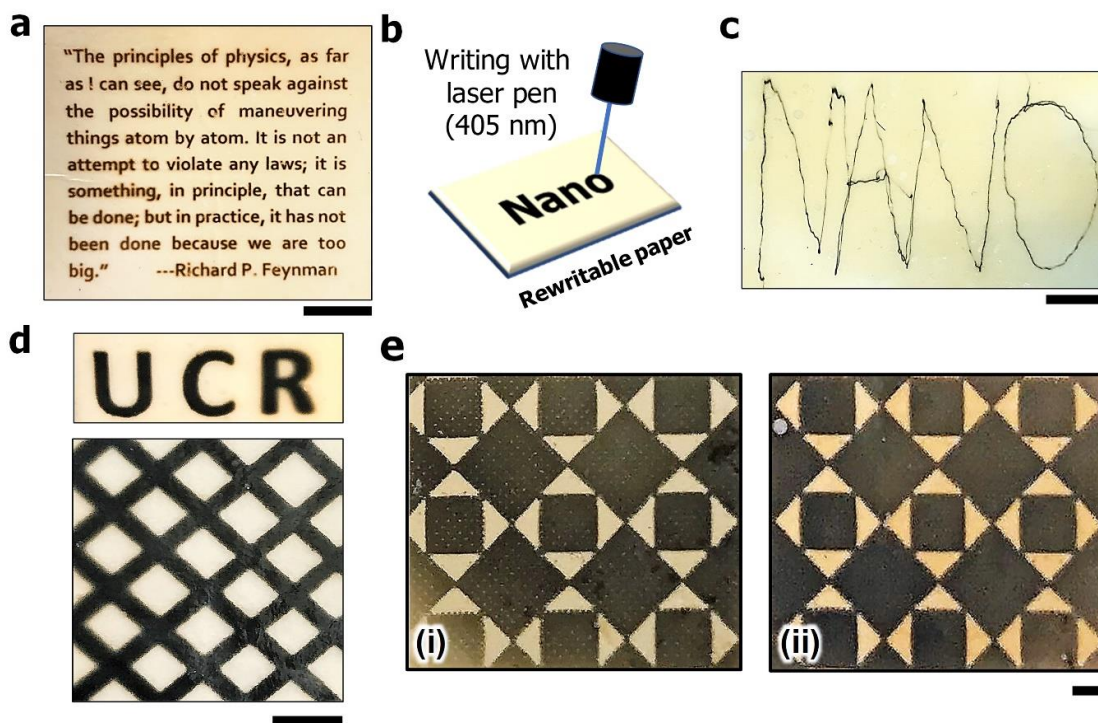 a
“The principles of physics, as far
as ! can see, do not speak against
the possibility of maneuvering
things atom by atom. It is not an
attempt to violate any laws; it is
something, in principle, that can
be done; but in practice, it has not
been done because we are too
big.” ---Richard P. Feynman
b
Writing with
laser pen
(405 nm)
Nano
Rewritable paper
c
NANO
d
UCR
e
(i)
(ii)